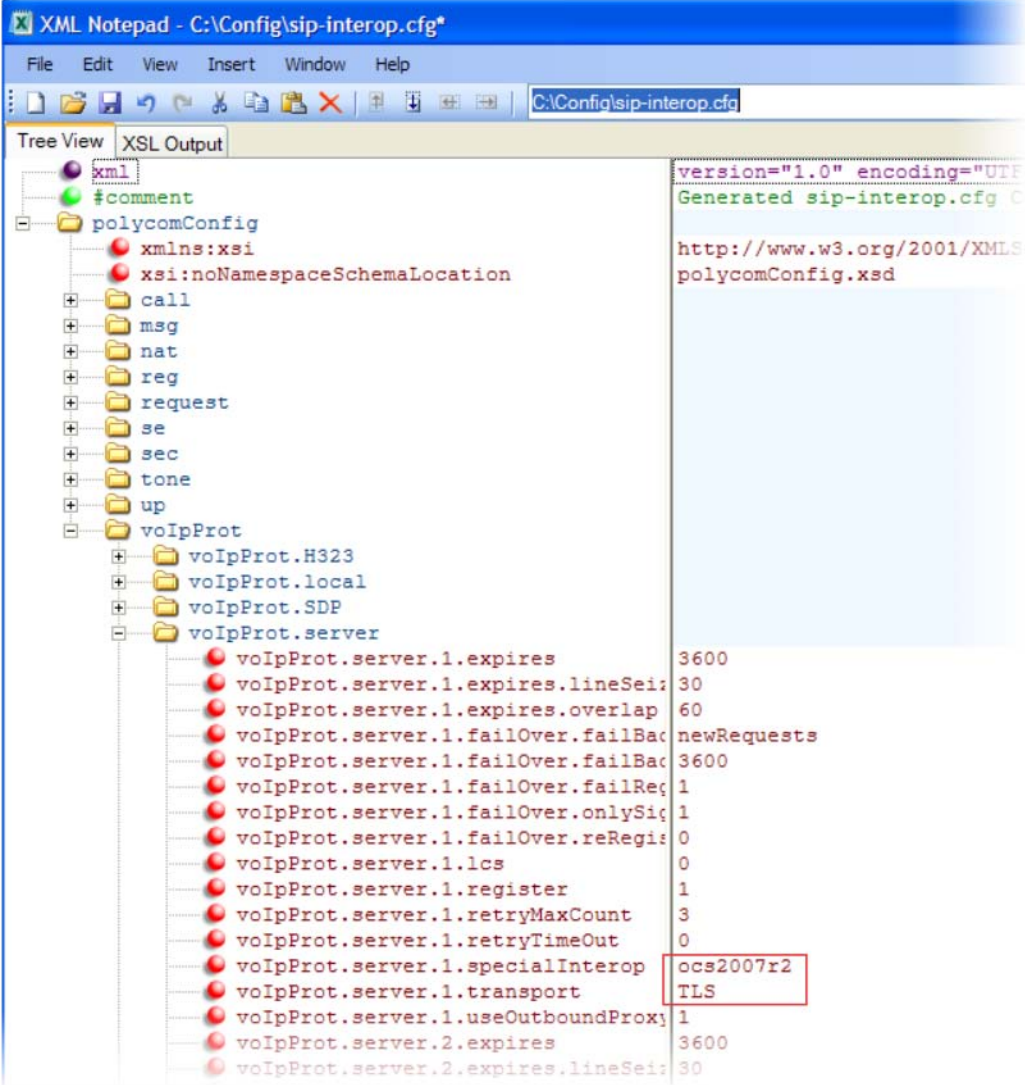 XML Notepad - C:\Config\sip-interop.cfg*
File Edit View Insert Window Help
C:\Config\sip-interop.cfg
Tree View XSL Output
xml version="1.0" encoding="UTF
#comment Generated sip-interop.cfg C
polycomConfig
xmlns:xsi http://www.w3.org/2001/XMLS
xsi:noNamespaceSchemaLocation polycomConfig.xsd
call
msg
nat
reg
request
se
sec
tone
up
voIpProt
voIpProt.H323
voIpProt.local
voIpProt.SDP
voIpProt.server
voIpProt.server.1.expires 3600
voIpProt.server.1.expires.lineSeiz 30
voIpProt.server.1.expires.overlap 60
voIpProt.server.1.failOver.failBac newRequests
voIpProt.server.1.failOver.failBac 3600
voIpProt.server.1.failOver.failReg 1
voIpProt.server.1.failOver.onlySig 1
voIpProt.server.1.failOver.reRegis 0
voIpProt.server.1.lcs 0
voIpProt.server.1.register 1
voIpProt.server.1.retryMaxCount 3
voIpProt.server.1.retryTimeOut 0
voIpProt.server.1.specialInterop ocs2007r2
voIpProt.server.1.transport TLS
voIpProt.server.1.useOutboundProxy 1
voIpProt.server.2.expires 3600
voIpProt.server.2.expires.lineSeiz 30